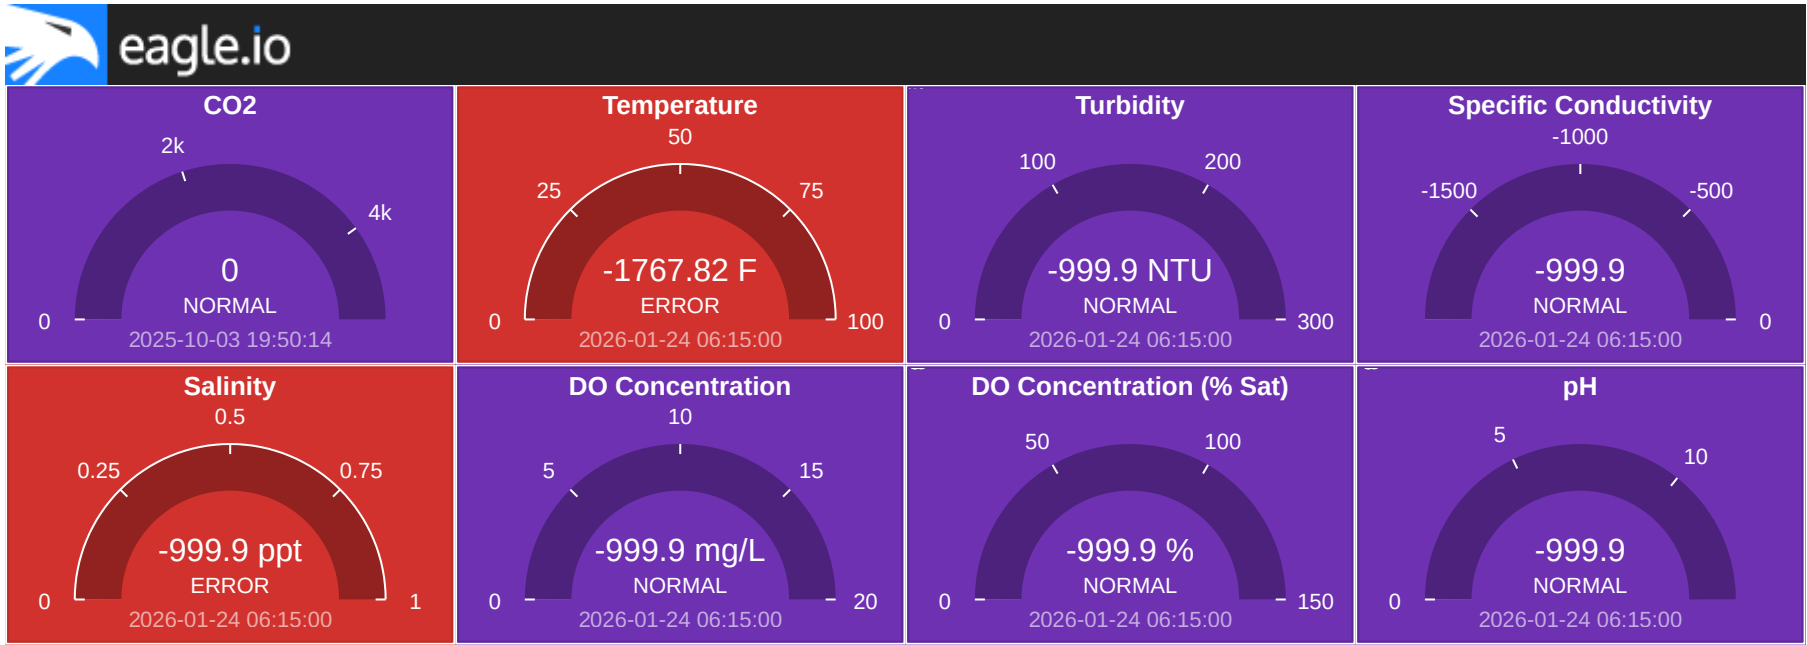 eagle.io
CO2
2k
4k
0
NORMAL
0
2025-10-03 19:50:14
Temperature
50
25
75
-1767.82 F
ERROR
0
100
2026-01-24 06:15:00
Turbidity
100
200
-999.9 NTU
NORMAL
0
300
2026-01-24 06:15:00
Specific Conductivity
-1000
-1500
-500
-999.9
NORMAL
0
2026-01-24 06:15:00
Salinity
0.5
0.25
0.75
-999.9 ppt
ERROR
0
1
2026-01-24 06:15:00
DO Concentration
10
5
15
-999.9 mg/L
NORMAL
0
20
2026-01-24 06:15:00
DO Concentration (% Sat)
50
100
-999.9 %
NORMAL
0
150
2026-01-24 06:15:00
pH
5
10
-999.9
NORMAL
0
2026-01-24 06:15:00